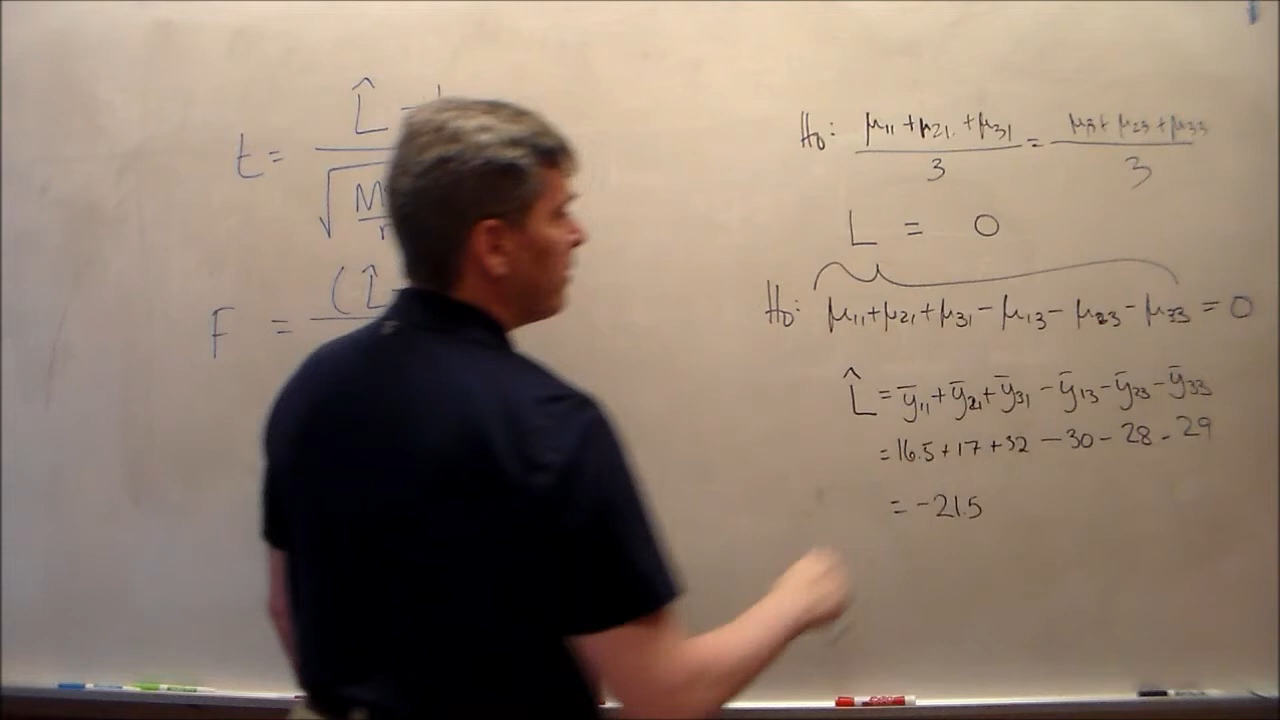 t = L̂ -
√ M
F = (L̂
H₀: μ₁₁ + μ₂₁ + μ₃₁ / 3 = μ₁₃ + μ₂₃ + μ₃₃ / 3
L = 0
H₀: μ₁₁ + μ₂₁ + μ₃₁ - μ₁₃ - μ₂₃ - μ₃₃ = 0
L̂ = ȳ₁₁ + ȳ₂₁ + ȳ₃₁ - ȳ₁₃ - ȳ₂₃ - ȳ₃₃
= 16.5 + 17 + 32 - 30 - 28 - 29
= -21.5